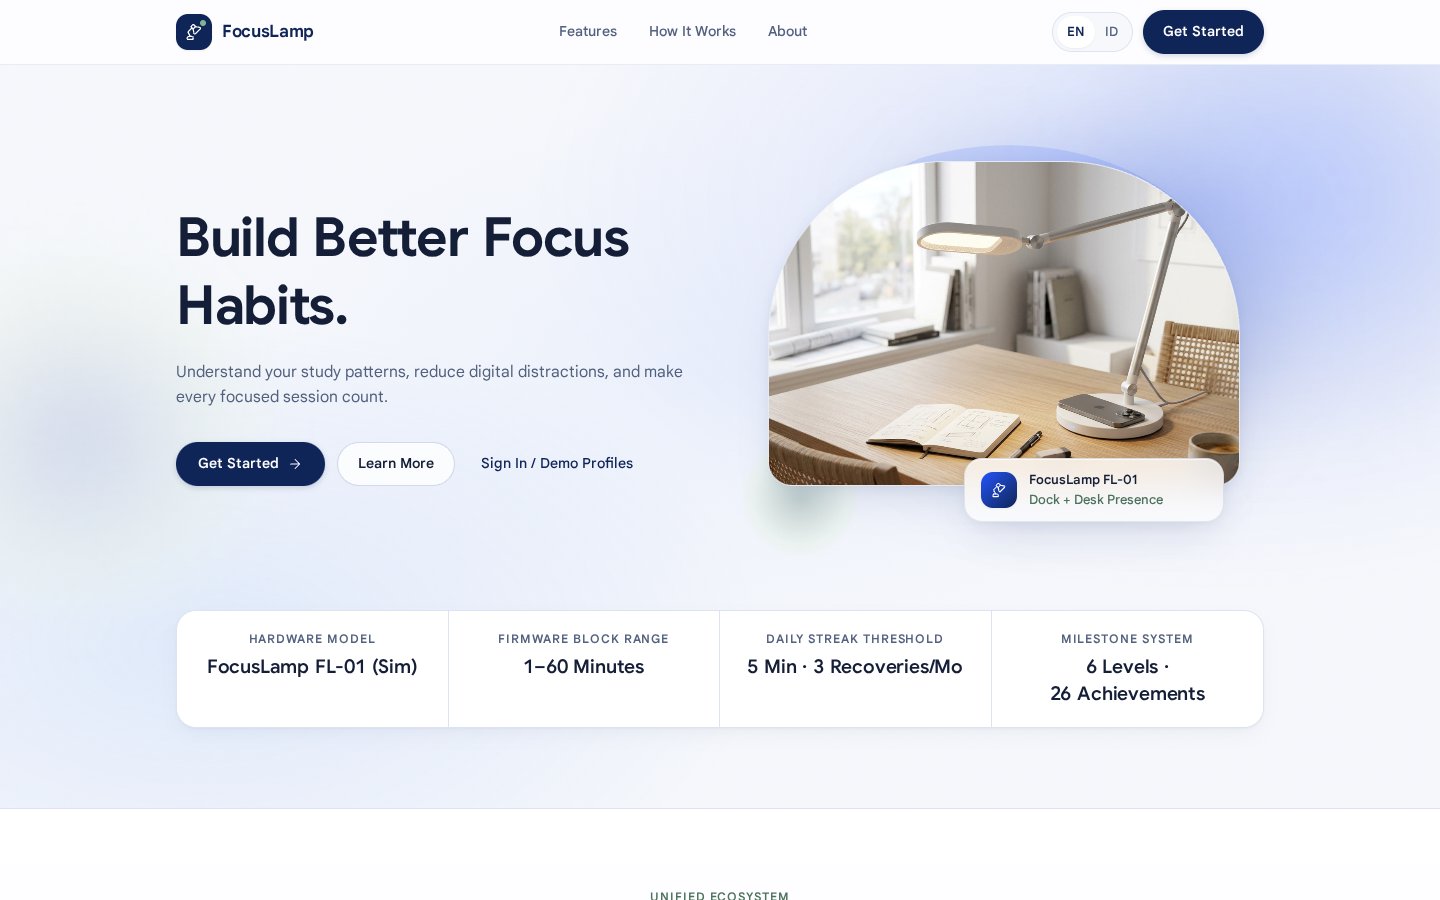 FocusLamp
Features
How It Works
About
EN
ID
Get Started
Build Better Focus
Habits.
Understand your study patterns, reduce digital distractions, and make
every focused session count.
Get Started →
Learn More
Sign In / Demo Profiles
FocusLamp FL-01
Dock + Desk Presence
HARDWARE MODEL
FocusLamp FL-01 (Sim)
FIRMWARE BLOCK RANGE
1–60 Minutes
DAILY STREAK THRESHOLD
5 Min · 3 Recoveries/Mo
MILESTONE SYSTEM
6 Levels ·
26 Achievements
UNIFIED ECOSYSTEM